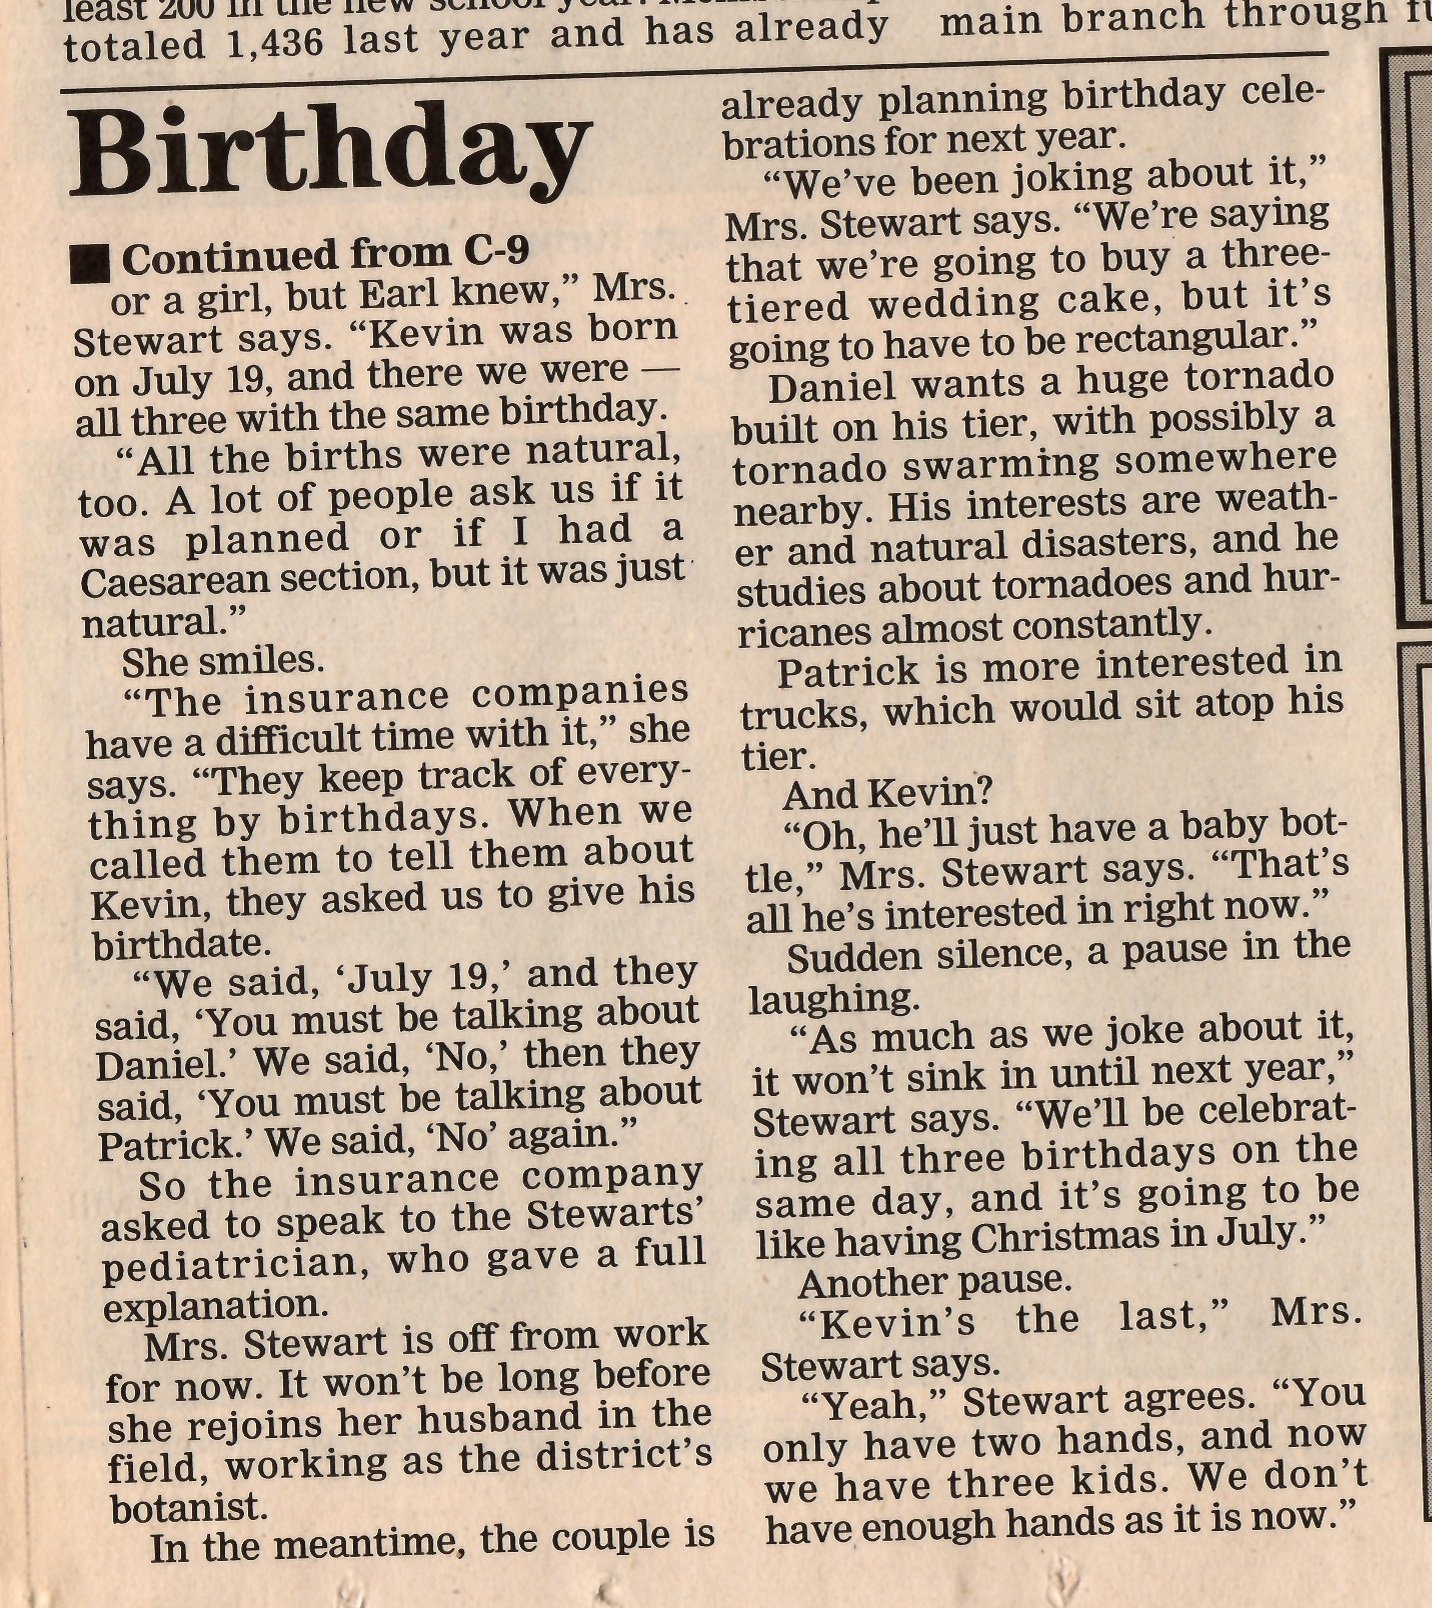 least 200 in the new school year.
totaled 1,436 last year and has already
main branch through
Birthday
■ Continued from C-9
or a girl, but Earl knew,” Mrs.
Stewart says. “Kevin was born
on July 19, and there we were —
all three with the same birthday.
“All the births were natural,
too. A lot of people ask us if it
was planned or if I had a
Caesarean section, but it was just
natural.”
She smiles.
“The insurance companies
have a difficult time with it,” she
says. “They keep track of every-
thing by birthdays. When we
called them to tell them about
Kevin, they asked us to give his
birthdate.
“We said, ‘July 19,’ and they
said, ‘You must be talking about
Daniel.’ We said, ‘No,’ then they
said, ‘You must be talking about
Patrick.’ We said, ‘No’ again.”
So the insurance company
asked to speak to the Stewarts’
pediatrician, who gave a full
explanation.
Mrs. Stewart is off from work
for now. It won’t be long before
she rejoins her husband in the
field, working as the district’s
botanist.
In the meantime, the couple is
already planning birthday cele-
brations for next year.
“We’ve been joking about it,”
Mrs. Stewart says. “We’re saying
that we’re going to buy a three-
tiered wedding cake, but it’s
going to have to be rectangular.”
Daniel wants a huge tornado
built on his tier, with possibly a
tornado swarming somewhere
nearby. His interests are weath-
er and natural disasters, and he
studies about tornadoes and hur-
ricanes almost constantly.
Patrick is more interested in
trucks, which would sit atop his
tier.
And Kevin?
“Oh, he’ll just have a baby bot-
tle,” Mrs. Stewart says. “That’s
all he’s interested in right now.”
Sudden silence, a pause in the
laughing.
“As much as we joke about it,
it won’t sink in until next year,”
Stewart says. “We’ll be celebrat-
ing all three birthdays on the
same day, and it’s going to be
like having Christmas in July.”
Another pause.
“Kevin’s the last,” Mrs.
Stewart says.
“Yeah,” Stewart agrees. “You
only have two hands, and now
we have three kids. We don’t
have enough hands as it is now.”